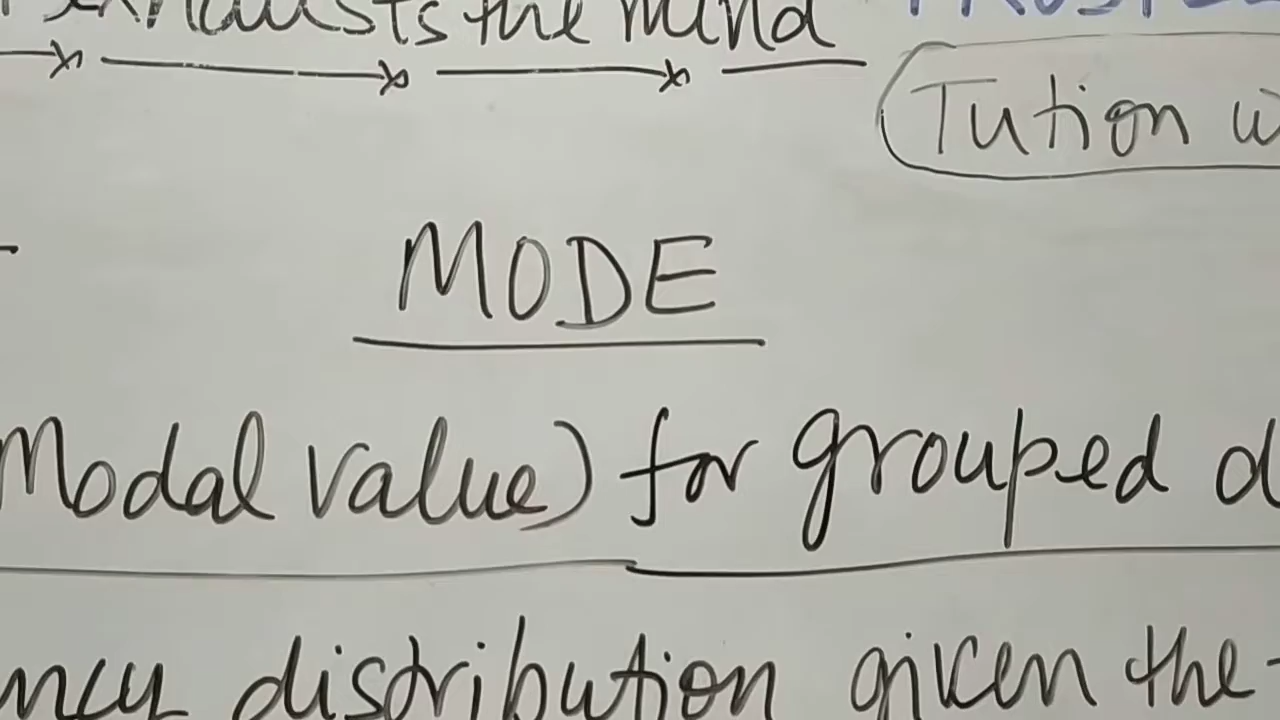 exhausts the mind
Tution
MODE
Modal value) for grouped d
distribution given the